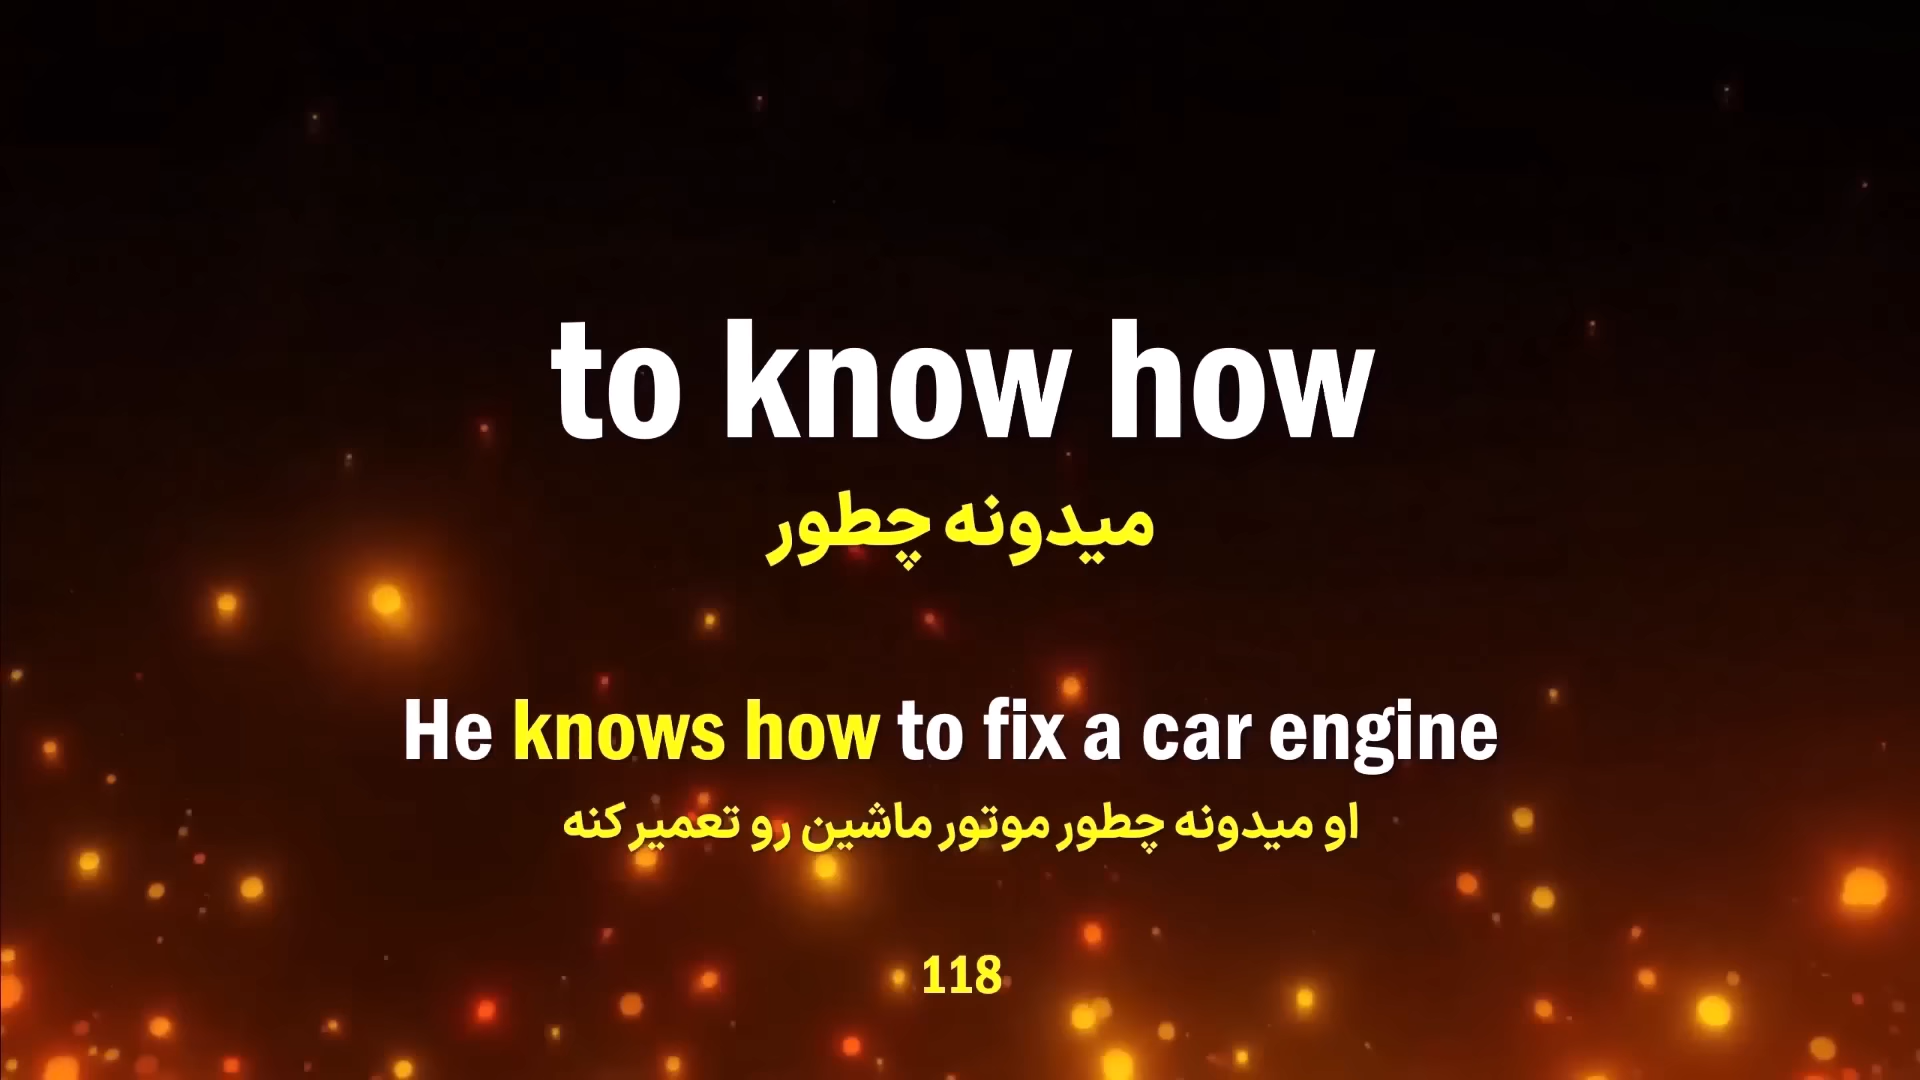 to know how
میدونه چطور
He knows how to fix a car engine
او میدونه چطور موتور ماشین رو تعمیر کنه
118